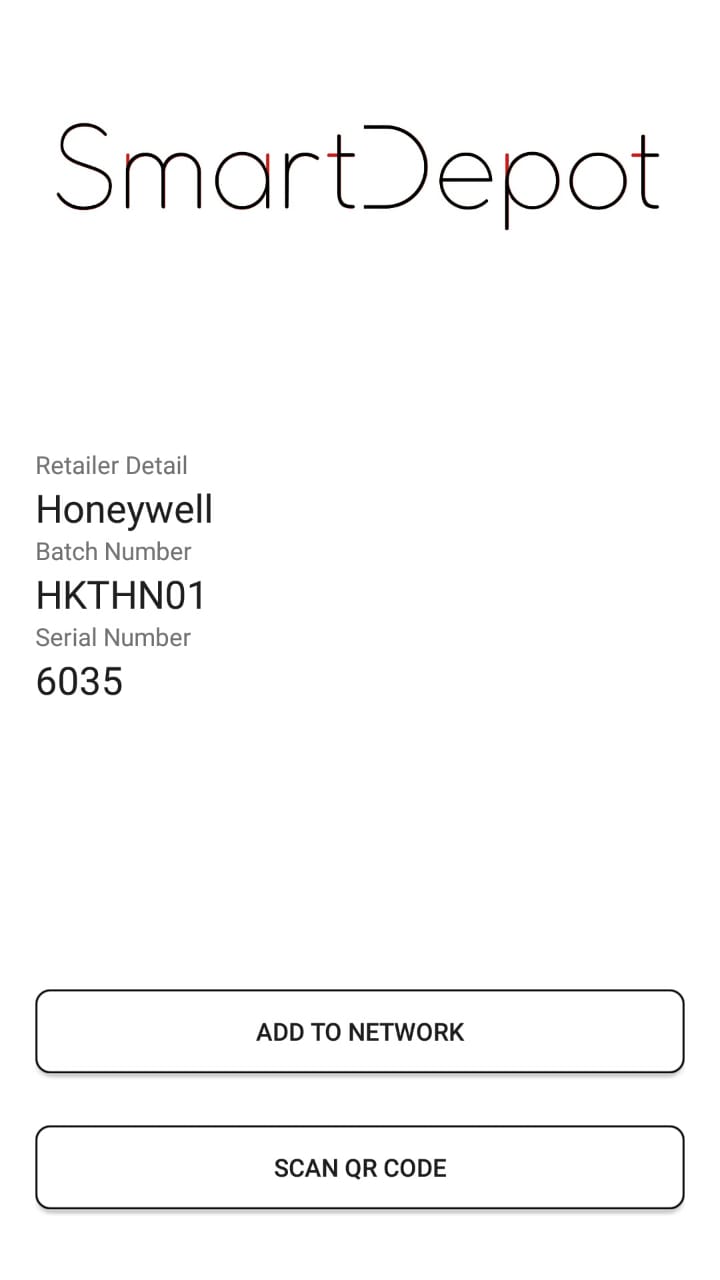 SmartDepot
Retailer Detail
Honeywell
Batch Number
HKTHN01
Serial Number
6035
ADD TO NETWORK
SCAN QR CODE